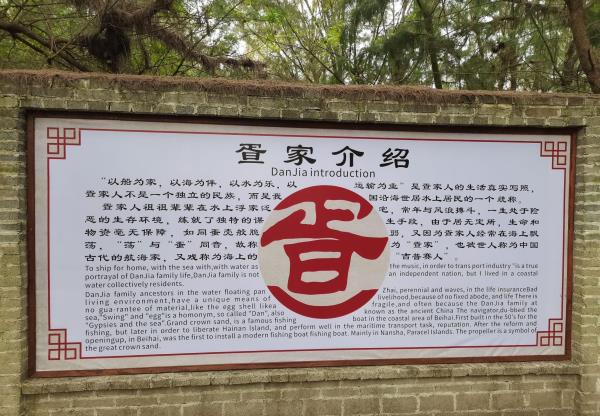 疍家介绍
DanJia introduction
“以船为家，以海为伴，以水为乐，以 运输为业”是疍家人的生活真实写照，
疍家人不是一个独立的民族，而是我 国沿海世居水上居民的一个统称。
疍家人祖祖辈辈在水上浮家泛 宅，常年与风浪搏斗，一生处于险
恶的生存环境，练就了独特的谋 生手段，由于居无定所，生命和
物资毫无保障，如同蛋壳般脆 弱，又因为疍家人经常在海上飘
荡，“荡”与“蛋”同音，故称 为“疍家”，也被世人称为中国
古代的航海家，又戏称为海上的 “吉普赛人”。
To ship for home, with the sea with,with water as the music, in order to trans port industry "is a true
portrayal of DanJia family life,DanJia family is not an independent nation, but I lived in a coastal
water collectively residents.
DanJia family ancestors in the water floating pan Zhai, perennial and waves, in the life insuranceBad
living environment,have a unique means of livelihood,because of no fixed abode, and life There is
no gua·rantee of material,like the egg shell likea fragile,and often because the DanJia family at
sea,"Swing" and "egg"is a homonym, so called "Dan", also known as the ancient China The navigator,du-bbed the
"Gypsies and the sea".Grand crown sand, is a famous fishing boat in the coastal area of Beihai.First built in the 50's for the
fishing, but later in order to liberate Hainan Island, and perform well in the maritime transport task, reputation. After the reform and
openingup, in Beihai, was the first to install a modern fishing boat fishing boat. Mainly in Nansha, Paracel Islands. The propeller is a symbol of
the great crown sand.